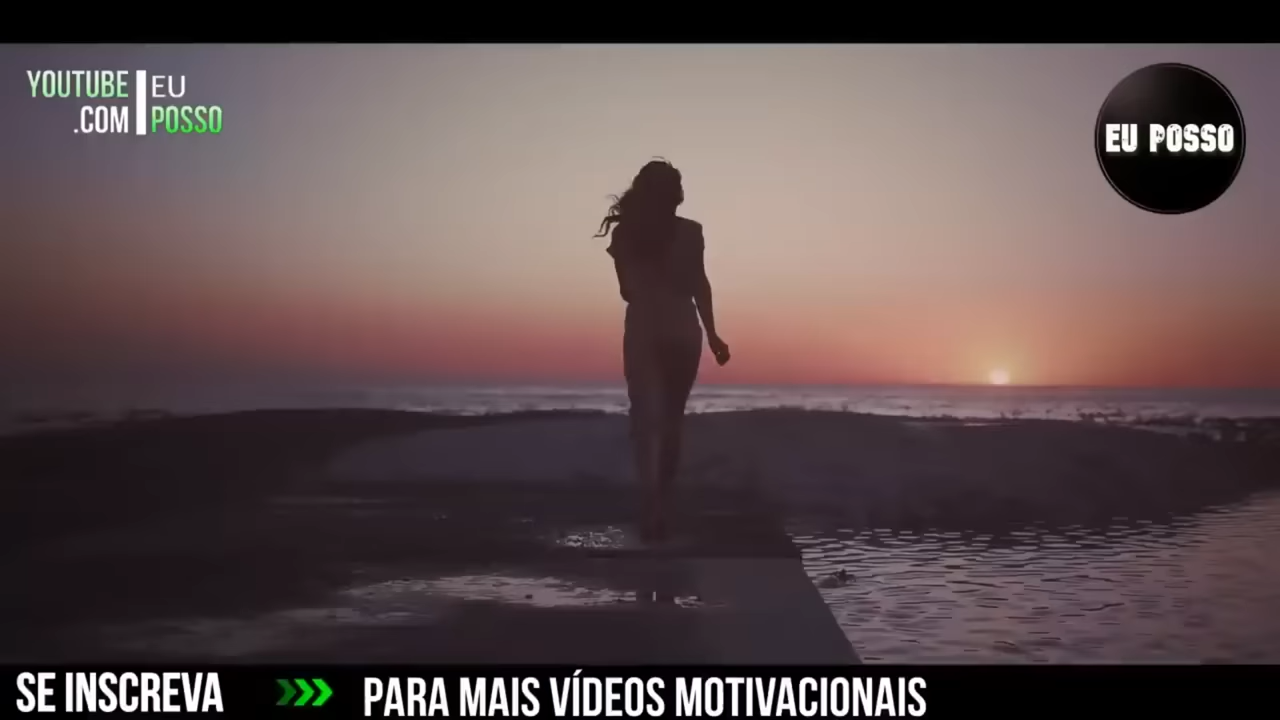 YOUTUBE
.COM
EU
POSSO
EU POSSO
SE INSCREVA
PARA MAIS VÍDEOS MOTIVACIONAIS